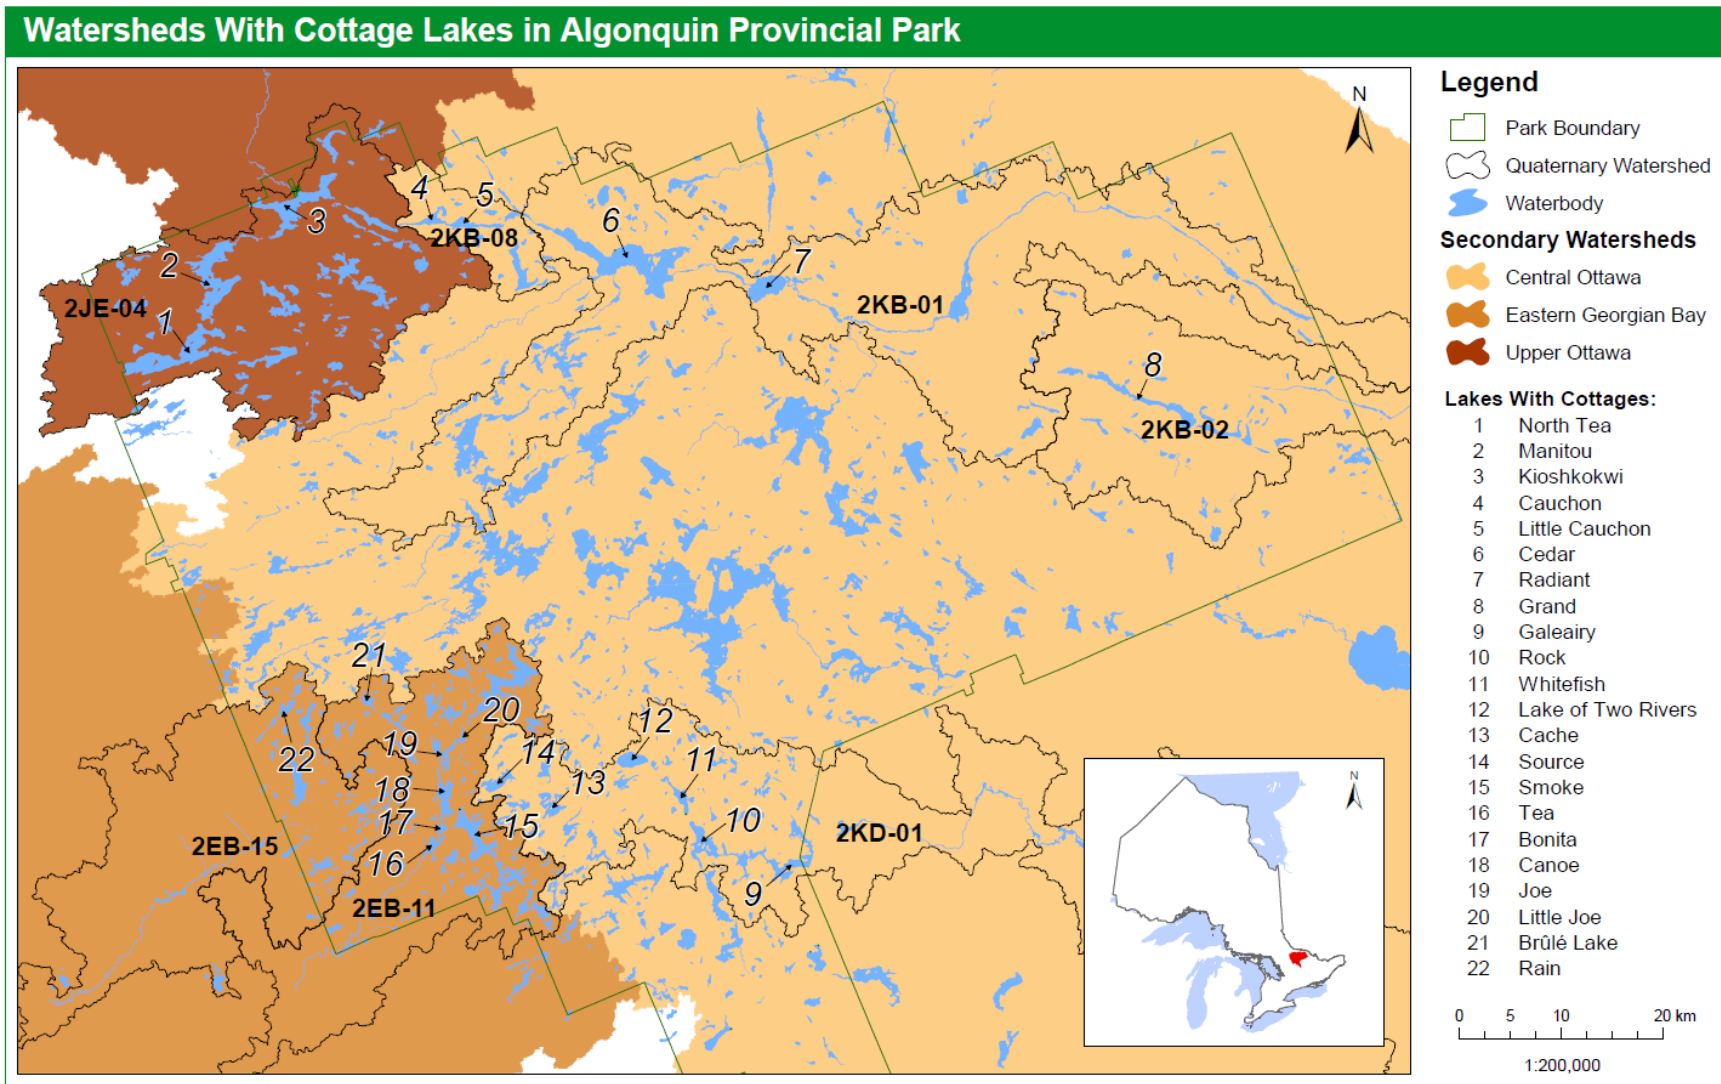 Watersheds With Cottage Lakes in Algonquin Provincial Park
N
4
5
6
3
2KB-08
7
2
2JE-04
1
2KB-01
8
2KB-02
21
20
12
19
14
11
22
13
18
10
17
15
2KD-01
2EB-15
16
9
2EB-11
N
Legend
Park Boundary
Quaternary Watershed
Waterbody
Secondary Watersheds
Central Ottawa
Eastern Georgian Bay
Upper Ottawa
Lakes With Cottages:
1 North Tea
2 Manitou
3 Kioshkokwi
4 Cauchon
5 Little Cauchon
6 Cedar
7 Radiant
8 Grand
9 Galeairy
10 Rock
11 Whitefish
12 Lake of Two Rivers
13 Cache
14 Source
15 Smoke
16 Tea
17 Bonita
18 Canoe
19 Joe
20 Little Joe
21 Brûlé Lake
22 Rain
0 5 10 20 km
1:200,000